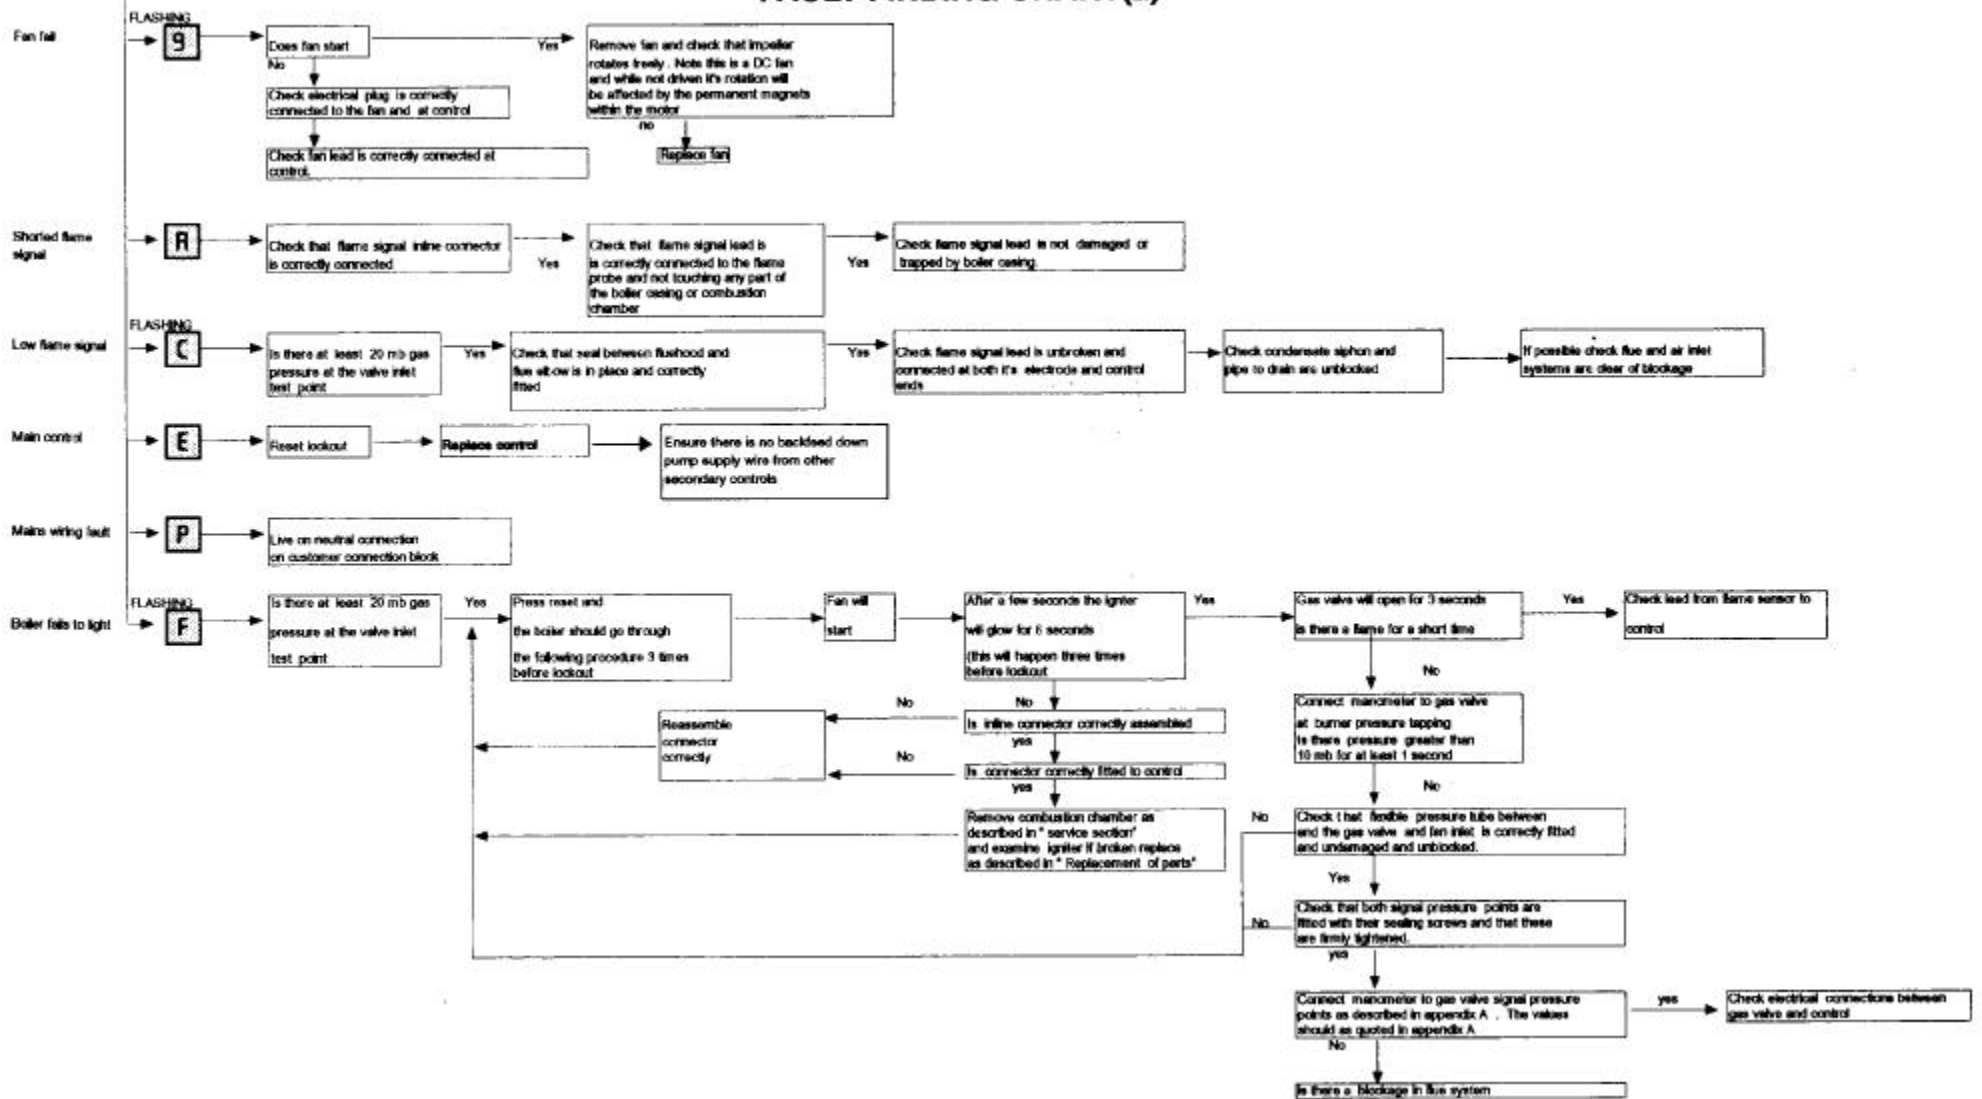 FLASHING
Fan fail
9
Does fan start
Yes
Remove fan and check that impeller
rotates freely . Note this is a DC fan
and while not driven it's rotation will
be affected by the permanent magnets
within the motor
No
Check electrical plug is correctly
connected to the fan and at control
no
Replace fan
Check fan lead is correctly connected at
control.
Shorted flame
signal
A
Check that flame signal inline connector
is correctly connected
Yes
Check that flame signal lead is
is correctly connected to the flame
probe and not touching any part of
the boiler casing or combustion
chamber
Yes
Check flame signal lead is not damaged or
trapped by boiler casing.
FLASHING
Low flame signal
C
Is there at least 20 mb gas
pressure at the valve inlet
test point
Yes
Check that seal between fluehood and
flue elbow is in place and correctly
fitted
Yes
Check flame signal lead is unbroken and
connected at both it's electrode and control
ends
Check condensate siphon and
pipe to drain are unblocked
If possible check flue and air inlet
systems are clear of blockage
Main control
E
Reset lockout
Replace control
Ensure there is no backfeed down
pump supply wire from other
secondary controls
Mains wiring fault
P
Live on neutral connection
on customer connection block
FLASHING
Boiler fails to light
F
Is there at least 20 mb gas
pressure at the valve inlet
test point
Yes
Press reset and
the boiler should go through
the following procedure 3 times
before lockout
Fan will
start
After a few seconds the igniter
will glow for 6 seconds
(this will happen three times
before lockout
Yes
Gas valve will open for 3 seconds
is there a flame for a short time
Yes
Check lead from flame sensor to
control
No
No
No
Connect manometer to gas valve
at burner pressure tapping
Is there pressure greater than
10 mb for at least 1 second
Reassemble
connector
correctly
Is inline connector correctly assembled
yes
No
Is connector correctly fitted to control
yes
No
Remove combustion chamber as
described in " service section"
and examine igniter if broken replace
as described in " Replacement of parts"
No
Check that flexible pressure tube between
and the gas valve and fan inlet is correctly fitted
and undamaged and unblocked.
Yes
No
Check that both signal pressure points are
fitted with their sealing screws and that these
are firmly tightened.
yes
Connect manometer to gas valve signal pressure
points as described in appendix A . The values
should as quoted in appendix A
yes
Check electrical connections between
gas valve and control
No
Is there a blockage in flue system